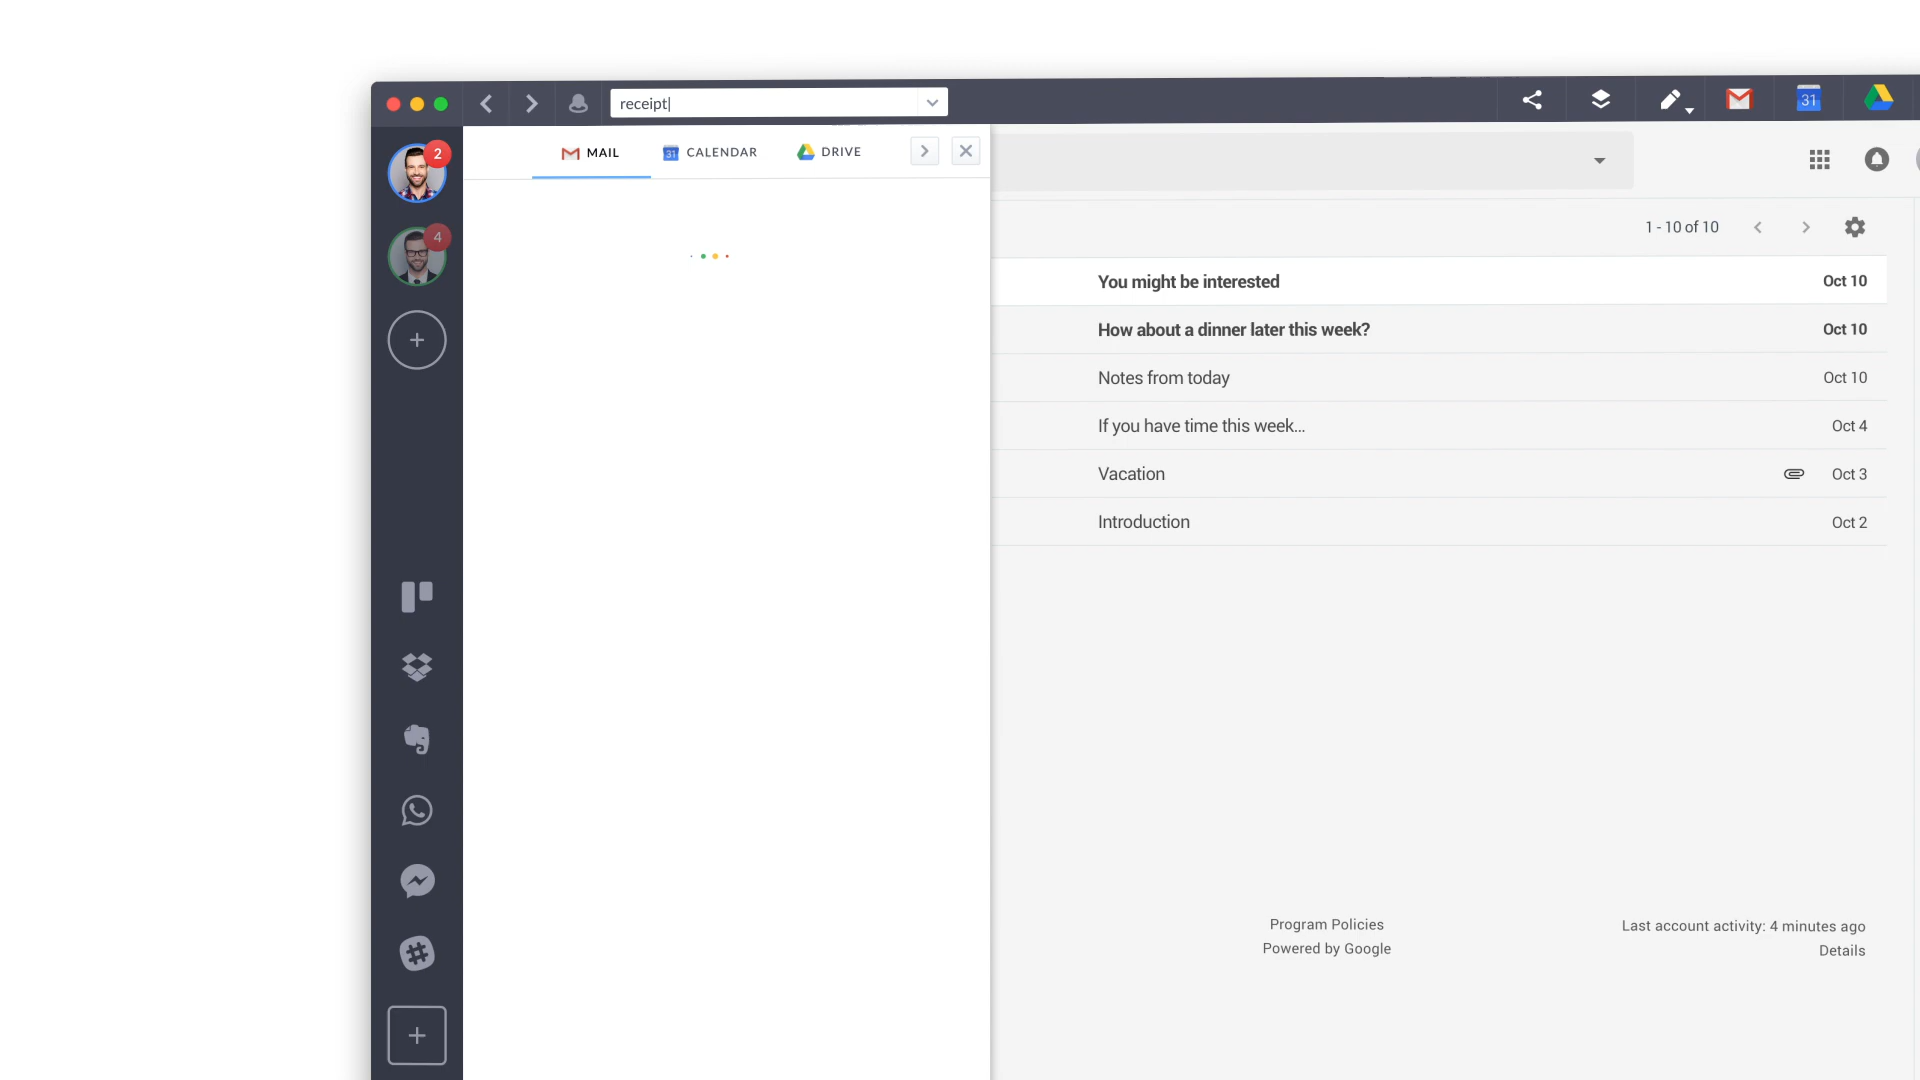 receipt
31
2
MAIL
31 CALENDAR
DRIVE
4
1 - 10 of 10
You might be interested Oct 10
How about a dinner later this week? Oct 10
Notes from today Oct 10
If you have time this week... Oct 4
Vacation Oct 3
Introduction Oct 2
Program Policies
Powered by Google
Last account activity: 4 minutes ago
Details